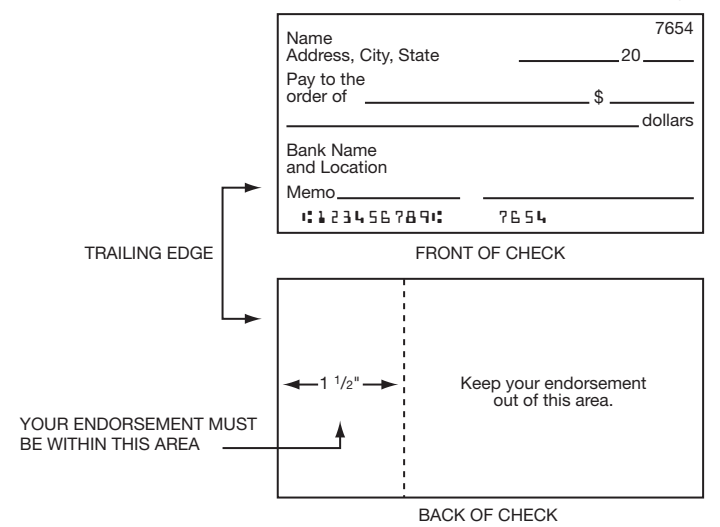 7654
Name
Address, City, State 20
Pay to the
order of $
dollars
Bank Name
and Location
Memo
⑆123456789⑆ 7654
TRAILING EDGE
FRONT OF CHECK
1 1/2"
Keep your endorsement
out of this area.
YOUR ENDORSEMENT MUST
BE WITHIN THIS AREA
BACK OF CHECK